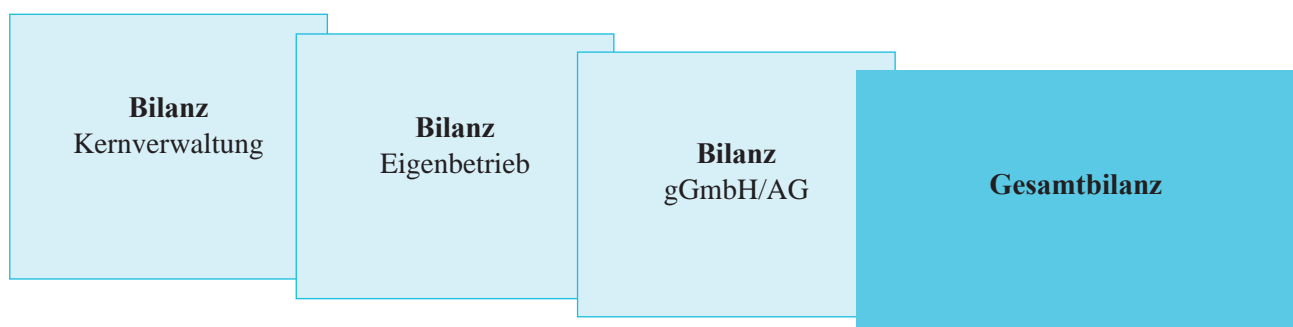 Bilanz
Kernverwaltung
Bilanz
Eigenbetrieb
Bilanz
gGmbH/AG
Gesamtbilanz